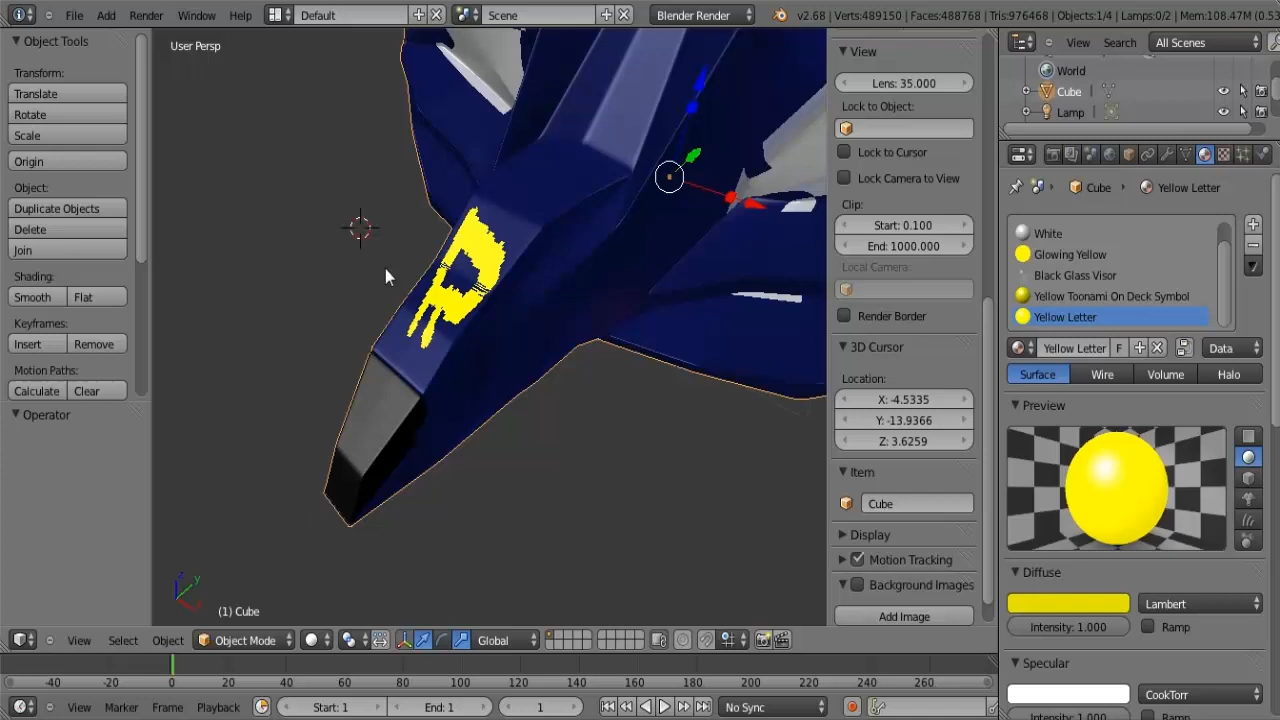 File Add Render Window Help Default Scene Blender Render v2.68 | Verts:489150 | Faces:488768 | Tris:976468 | Objects:1/4 | Lamps:0/2 | Mem:108.47M (0.53
Object Tools
Transform:
Translate
Rotate
Scale
Origin
Object:
Duplicate Objects
Delete
Join
Shading:
Smooth Flat
Keyframes:
Insert Remove
Motion Paths:
Calculate Clear
Operator
User Persp
(1) Cube
View
Lens: 35.000
Lock to Object:
Lock to Cursor
Lock Camera to View
Clip:
Start: 0.100
End: 1000.000
Local Camera:
Render Border
3D Cursor
Location:
X: -4.5335
Y: -13.9366
Z: 3.6259
Item
Cube
Display
Motion Tracking
Background Images
Add Image
View Search All Scenes
World
Cube
Lamp
Cube Yellow Letter
White
Glowing Yellow
Black Glass Visor
Yellow Toonami On Deck Symbol
Yellow Letter
Yellow Letter F Data
Surface Wire Volume Halo
Preview
Diffuse
Lambert
Intensity: 1.000 Ramp
Specular
CookTorr
View Select Object Object Mode Global
-40 -20 0 20 40 60 80 100 120 140 160 180 200 220 240 260
View Marker Frame Playback Start: 1 End: 1 1 No Sync